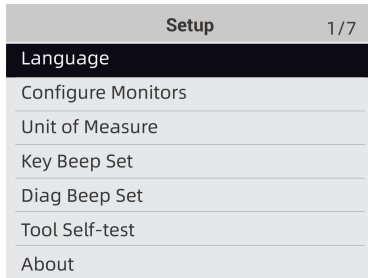 Setup 1/7
Language
Configure Monitors
Unit of Measure
Key Beep Set
Diag Beep Set
Tool Self-test
About